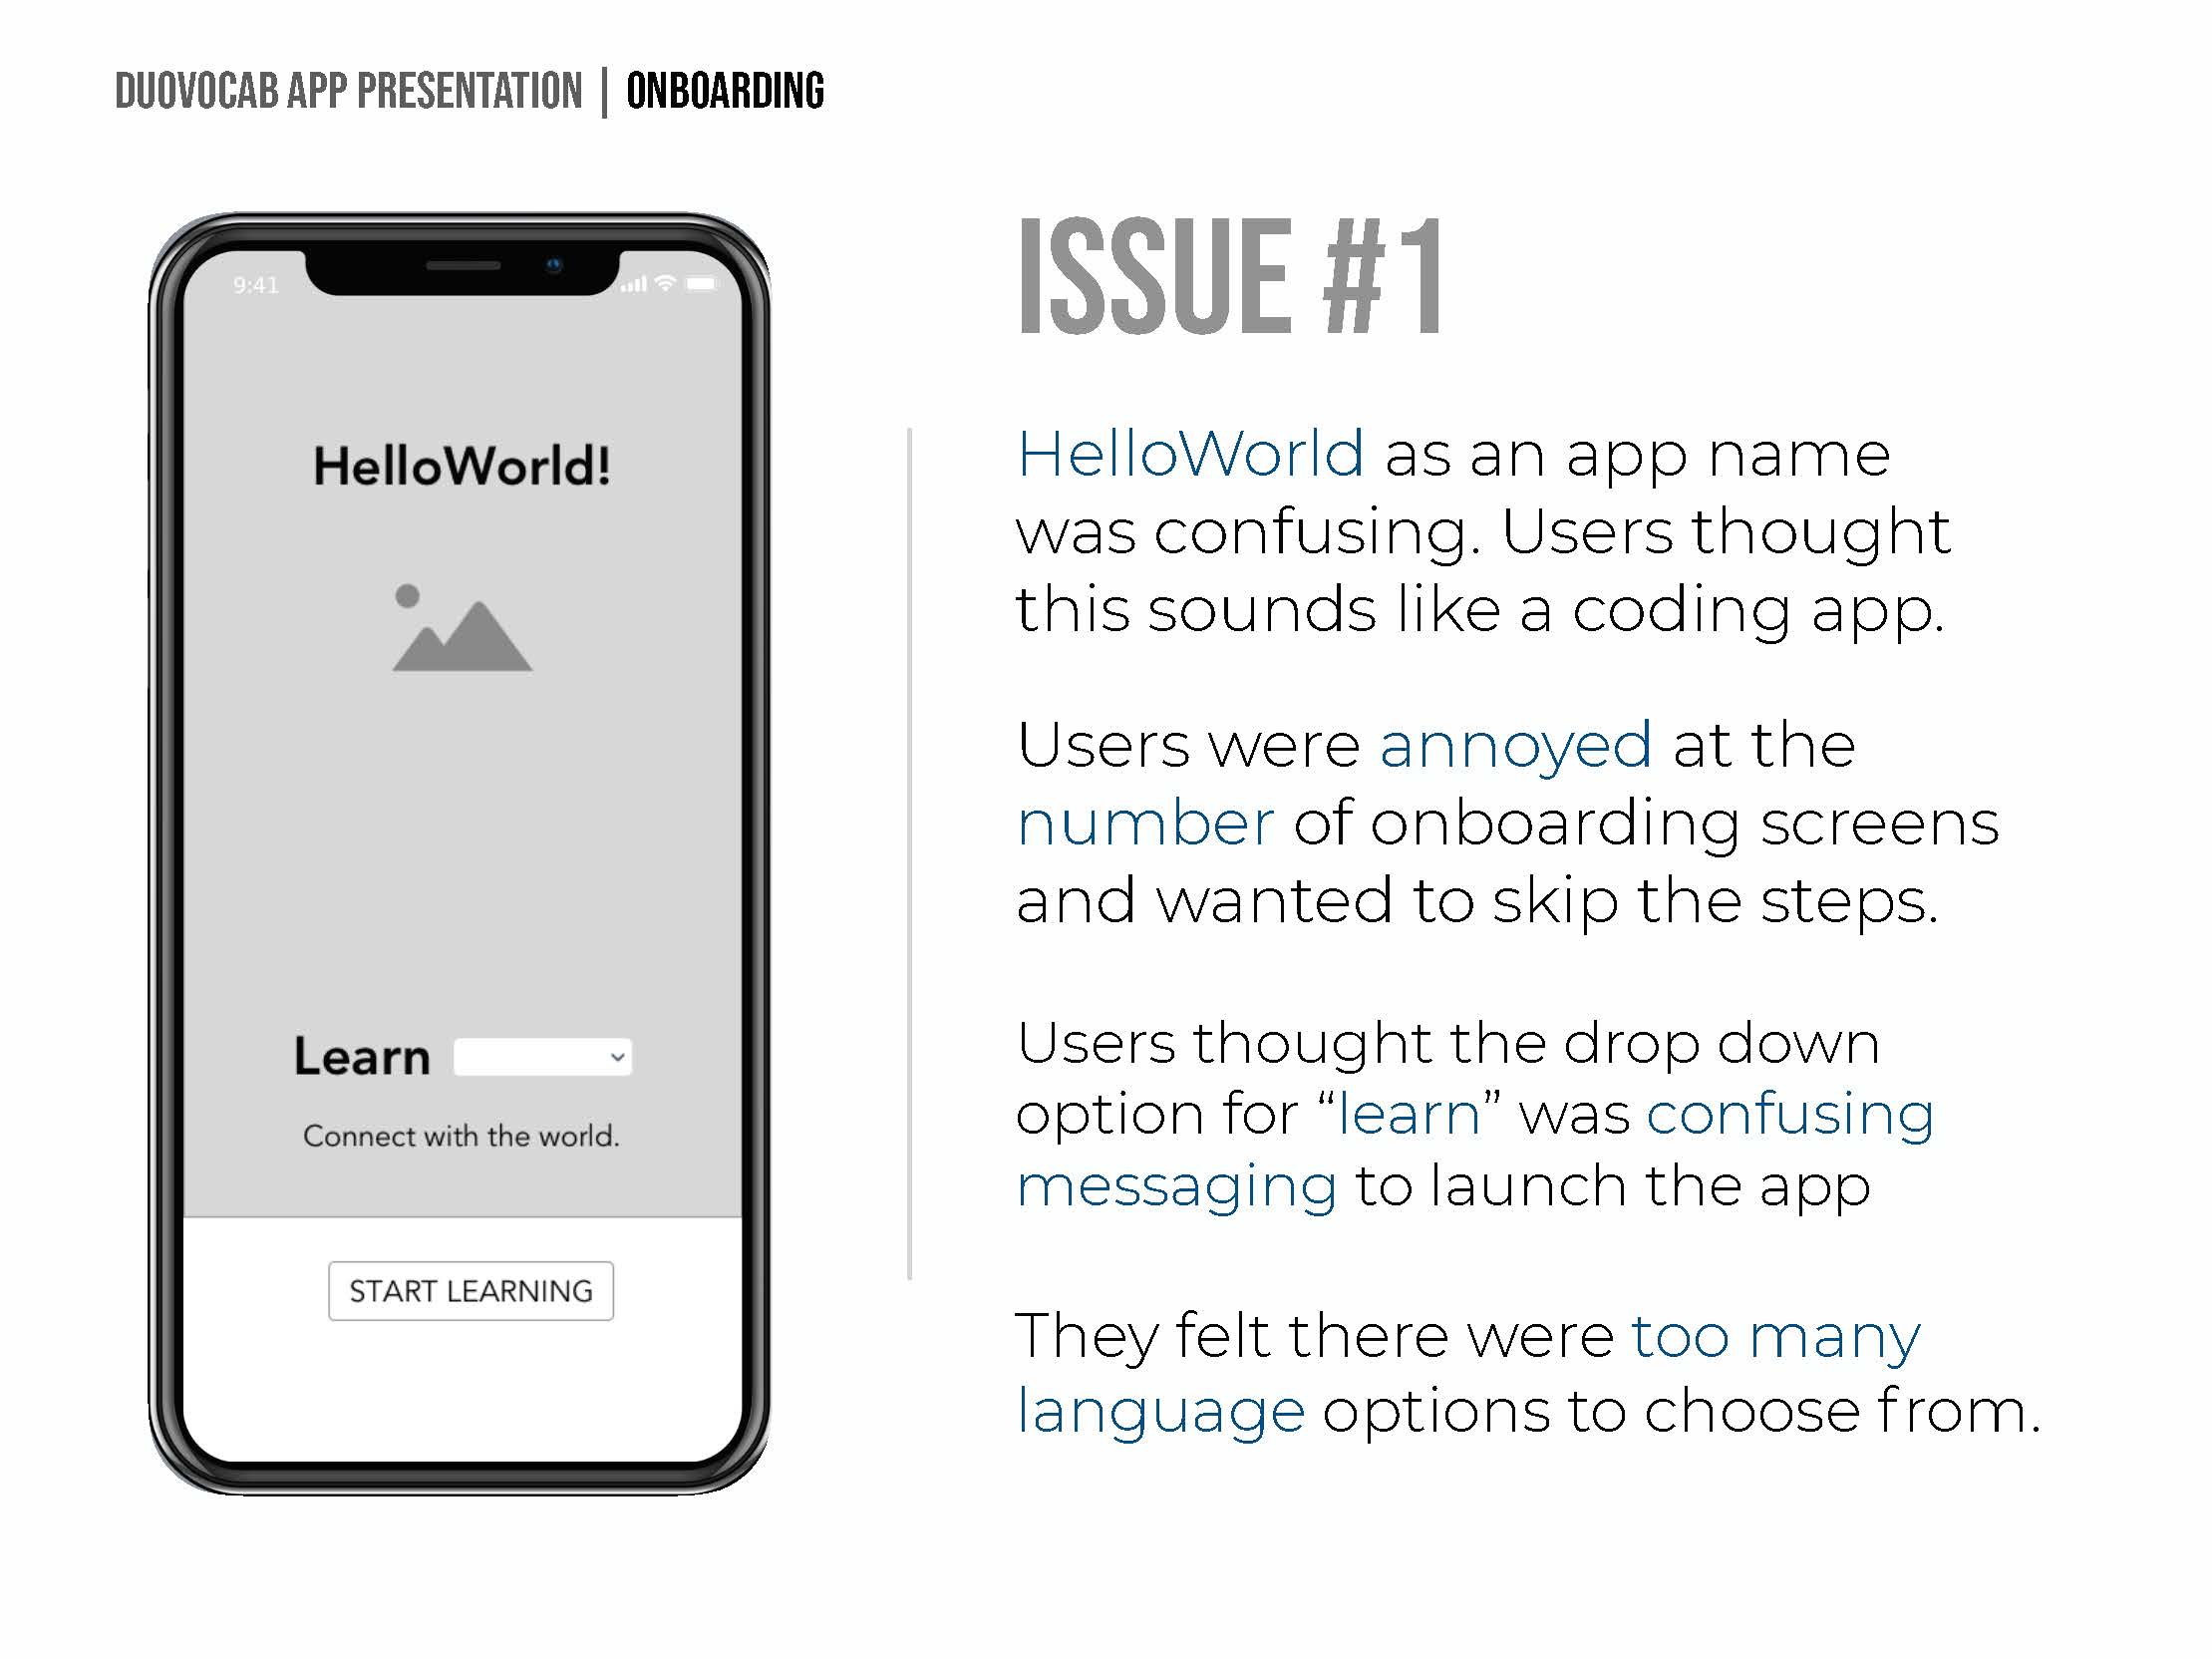 DUOVOCAB APP PRESENTATION | ONBOARDING
9:41
HelloWorld!
Learn
Connect with the world.
START LEARNING
ISSUE #1
HelloWorld as an app name
was confusing. Users thought
this sounds like a coding app.
Users were annoyed at the
number of onboarding screens
and wanted to skip the steps.
Users thought the drop down
option for “learn” was confusing
messaging to launch the app
They felt there were too many
language options to choose from.